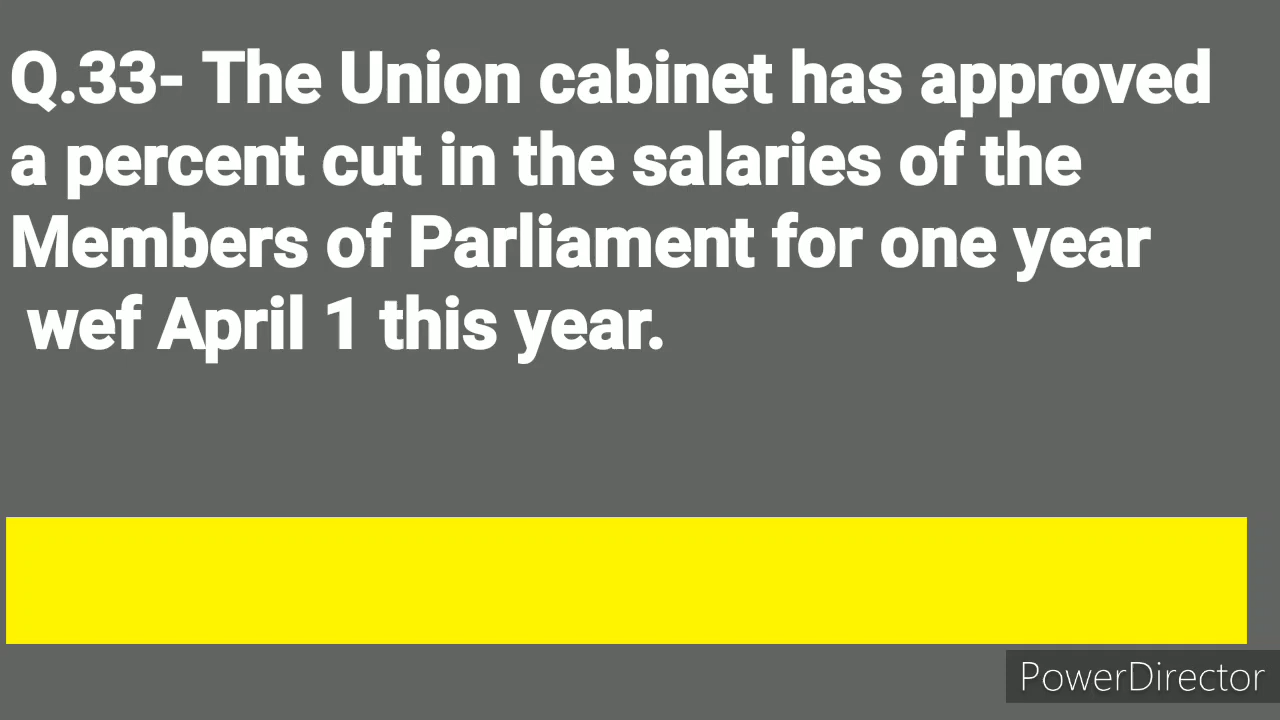 Q.33- The Union cabinet has approved
a percent cut in the salaries of the
Members of Parliament for one year
wef April 1 this year.
PowerDirector